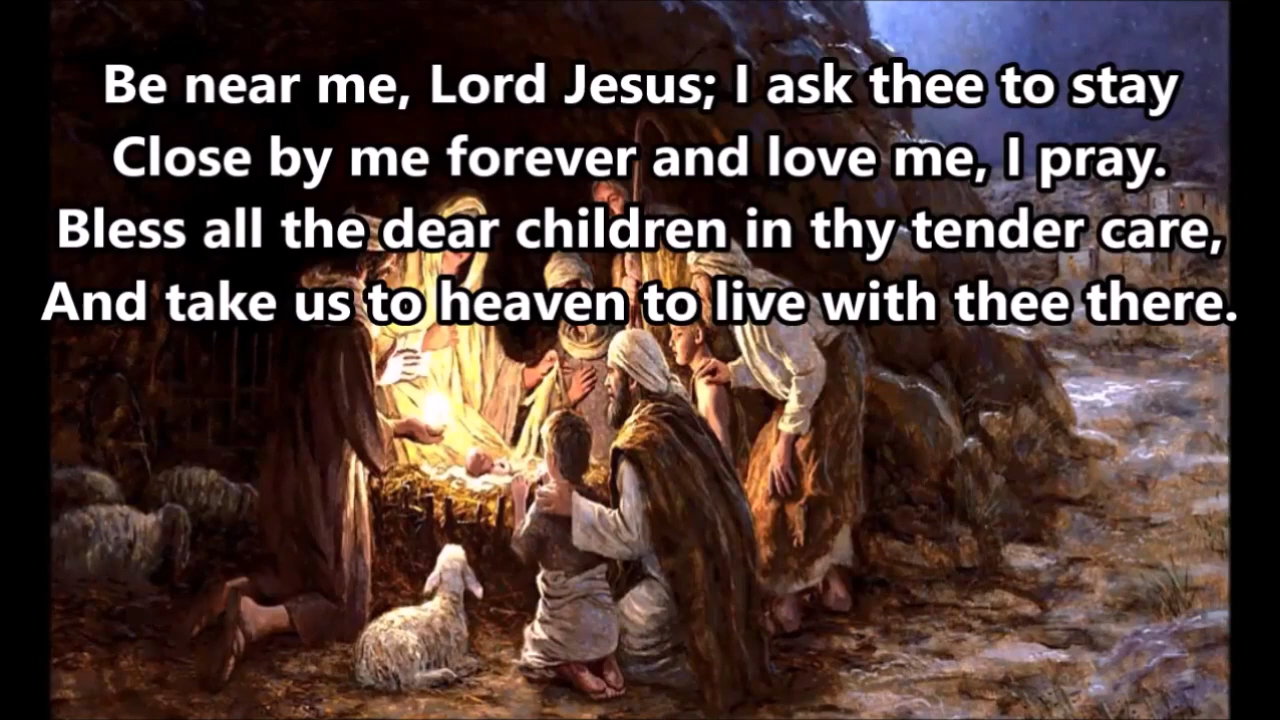 Be near me, Lord Jesus; I ask thee to stay
Close by me forever and love me, I pray.
Bless all the dear children in thy tender care,
And take us to heaven to live with thee there.